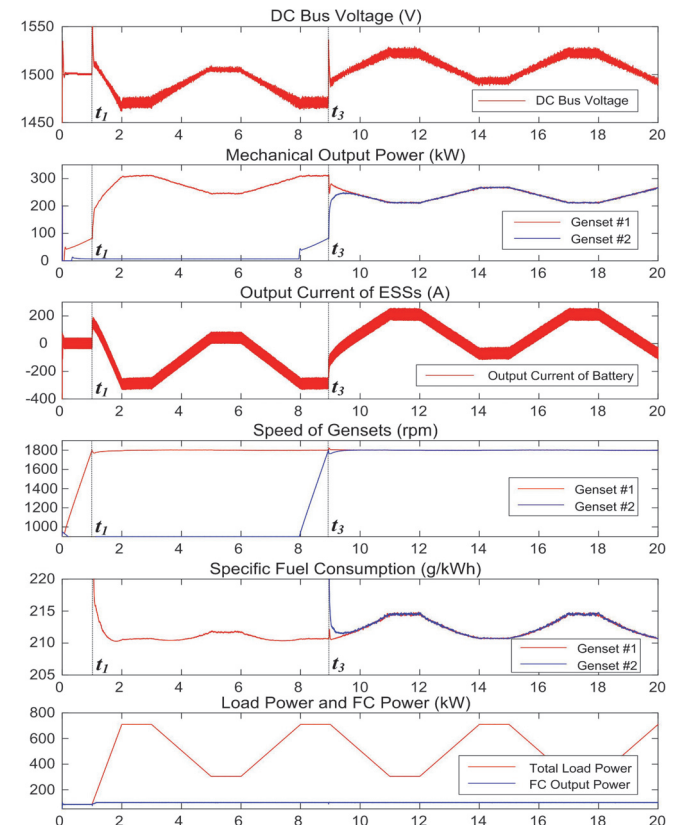 DC Bus Voltage (V)
1550
1500
1450
t1
t3
DC Bus Voltage
0 2 4 6 8 10 12 14 16 18 20
Mechanical Output Power (kW)
300
200
100
0
t1
t3
Genset #1
Genset #2
0 2 4 6 8 10 12 14 16 18 20
Output Current of ESSs (A)
200
0
-200
-400
t1
t3
Output Current of Battery
0 2 4 6 8 10 12 14 16 18 20
Speed of Gensets (rpm)
1800
1600
1400
1200
1000
t1
t3
Genset #1
Genset #2
0 2 4 6 8 10 12 14 16 18 20
Specific Fuel Consumption (g/kWh)
220
215
210
205
t1
t3
Genset #1
Genset #2
0 2 4 6 8 10 12 14 16 18 20
Load Power and FC Power (kW)
800
600
400
200
Total Load Power
FC Output Power
0 2 4 6 8 10 12 14 16 18 20